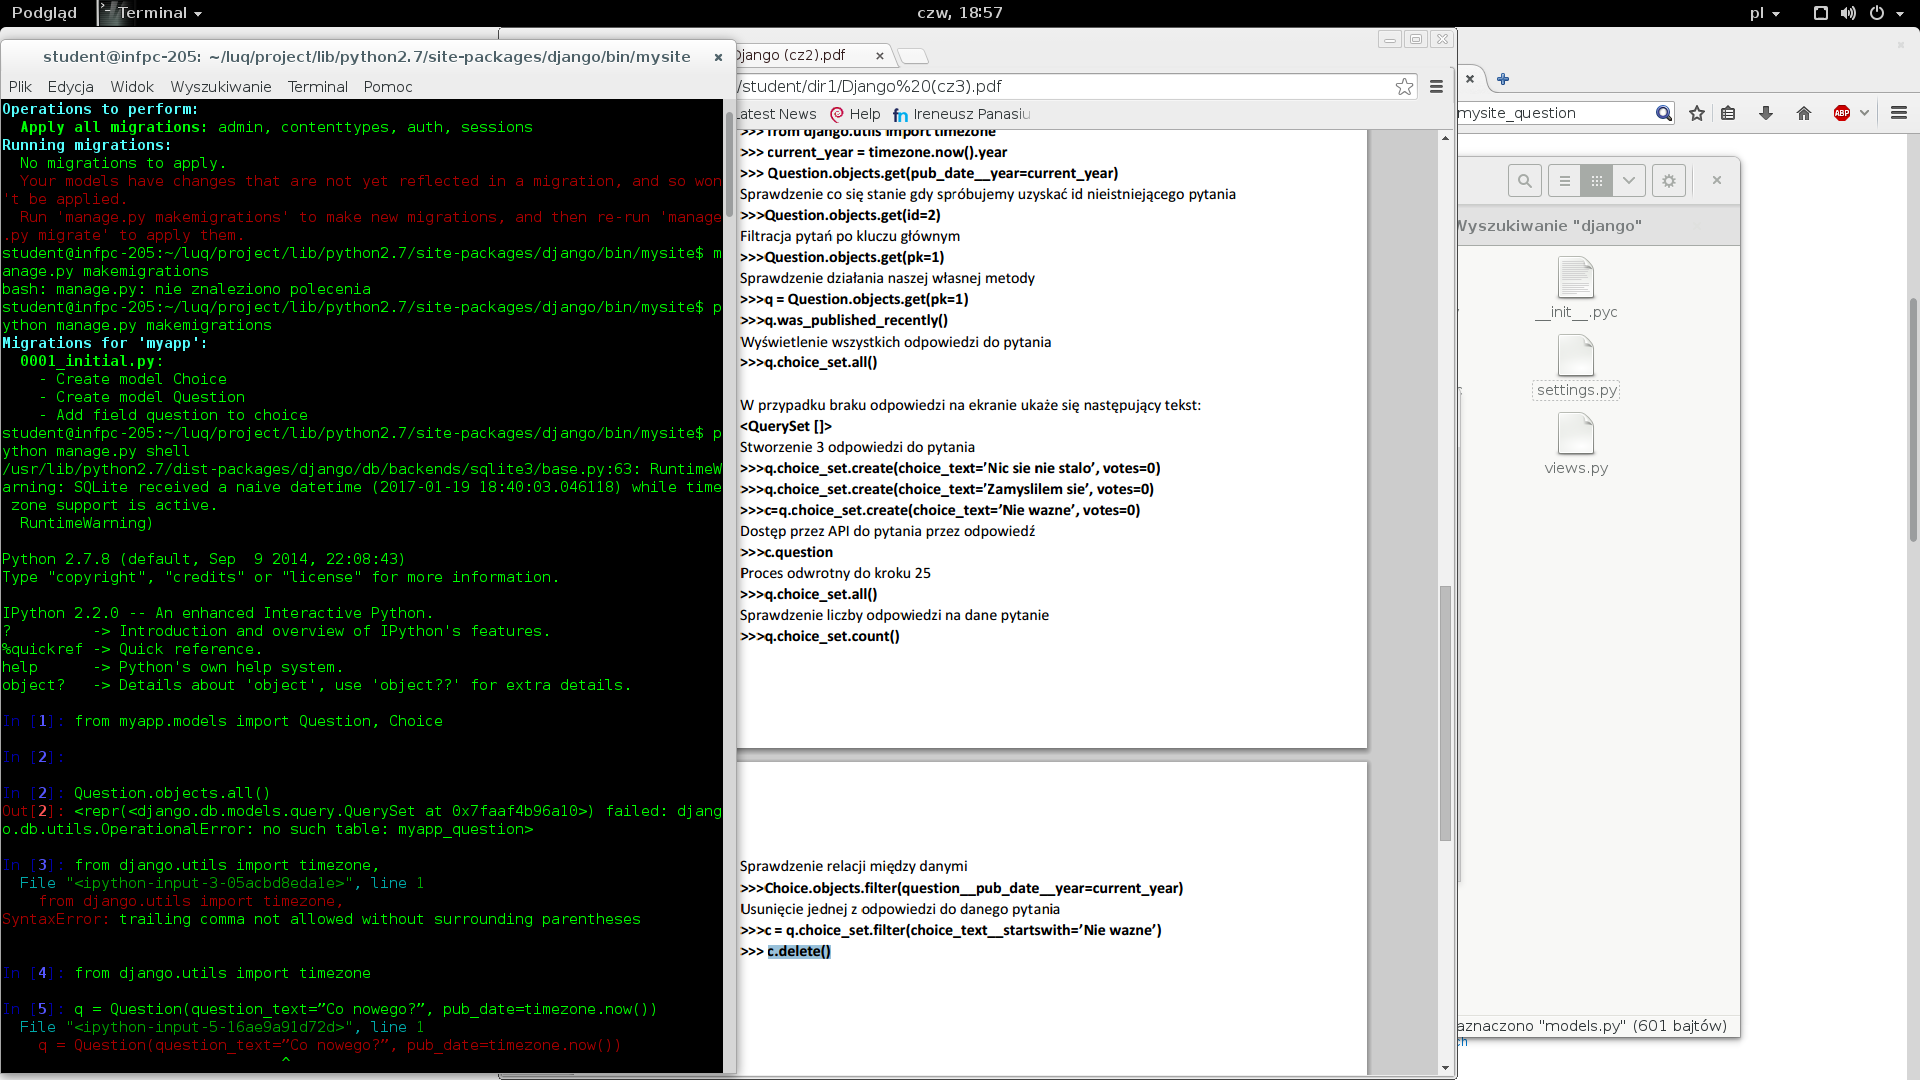 Podgląd
Terminal
czw, 18:57
pl
student@infpc-205: ~/luq/project/lib/python2.7/site-packages/django/bin/mysite
Plik Edycja Widok Wyszukiwanie Terminal Pomoc
Operations to perform:
Apply all migrations: admin, contenttypes, auth, sessions
Running migrations:
No migrations to apply.
Your models have changes that are not yet reflected in a migration, and so won
't be applied.
Run 'manage.py makemigrations' to make new migrations, and then re-run 'manage
.py migrate' to apply them.
student@infpc-205:~/luq/project/lib/python2.7/site-packages/django/bin/mysite$ m
anage.py makemigrations
bash: manage.py: nie znaleziono polecenia
student@infpc-205:~/luq/project/lib/python2.7/site-packages/django/bin/mysite$ p
ython manage.py makemigrations
Migrations for 'myapp':
0001_initial.py:
- Create model Choice
- Create model Question
- Add field question to choice
student@infpc-205:~/luq/project/lib/python2.7/site-packages/django/bin/mysite$ p
ython manage.py shell
/usr/lib/python2.7/dist-packages/django/db/backends/sqlite3/base.py:63: RuntimeW
arning: SQLite received a naive datetime (2017-01-19 18:40:03.046118) while time
zone support is active.
RuntimeWarning)
Python 2.7.8 (default, Sep  9 2014, 22:08:43)
Type "copyright", "credits" or "license" for more information.
IPython 2.2.0 -- An enhanced Interactive Python.
?         -> Introduction and overview of IPython's features.
%quickref -> Quick reference.
help      -> Python's own help system.
object?   -> Details about 'object', use 'object??' for extra details.
In [1]: from myapp.models import Question, Choice
In [2]:
In [2]: Question.objects.all()
Out[2]: <repr(<django.db.models.query.QuerySet at 0x7faaf4b96a10>) failed: djang
o.db.utils.OperationalError: no such table: myapp_question>
In [3]: from django.utils import timezone,
File "<ipython-input-3-05acbd8eda1e>", line 1
from django.utils import timezone,
SyntaxError: trailing comma not allowed without surrounding parentheses
In [4]: from django.utils import timezone
In [5]: q = Question(question_text=”Co nowego?”, pub_date=timezone.now())
File "<ipython-input-5-16ae9a91d72d>", line 1
q = Question(question_text=”Co nowego?”, pub_date=timezone.now())
^
Django (cz2).pdf
/student/dir1/Django%20(cz3).pdf
atest News Help Ireneusz Panasiu
>>> from django.utils import timezone
>>> current_year = timezone.now().year
>>> Question.objects.get(pub_date__year=current_year)
Sprawdzenie co się stanie gdy spróbujemy uzyskać id nieistniejącego pytania
>>>Question.objects.get(id=2)
Filtracja pytań po kluczu głównym
>>>Question.objects.get(pk=1)
Sprawdzenie działania naszej własnej metody
>>>q = Question.objects.get(pk=1)
>>>q.was_published_recently()
Wyświetlenie wszystkich odpowiedzi do pytania
>>>q.choice_set.all()
W przypadku braku odpowiedzi na ekranie ukaże się następujący tekst:
<QuerySet []>
Stworzenie 3 odpowiedzi do pytania
>>>q.choice_set.create(choice_text=’Nic sie nie stalo’, votes=0)
>>>q.choice_set.create(choice_text=’Zamyslilem sie’, votes=0)
>>>c=q.choice_set.create(choice_text=’Nie wazne’, votes=0)
Dostęp przez API do pytania przez odpowiedź
>>>c.question
Proces odwrotny do kroku 25
>>>q.choice_set.all()
Sprawdzenie liczby odpowiedzi na dane pytanie
>>>q.choice_set.count()
Sprawdzenie relacji między danymi
>>>Choice.objects.filter(question__pub_date__year=current_year)
Usunięcie jednej z odpowiedzi do danego pytania
>>>c = q.choice_set.filter(choice_text__startswith=’Nie wazne’)
>>> c.delete()
mysite_question
ABP
Wyszukiwanie "django"
__init__.pyc
settings.py
views.py
aznaczono "models.py" (601 bajtów)
ch